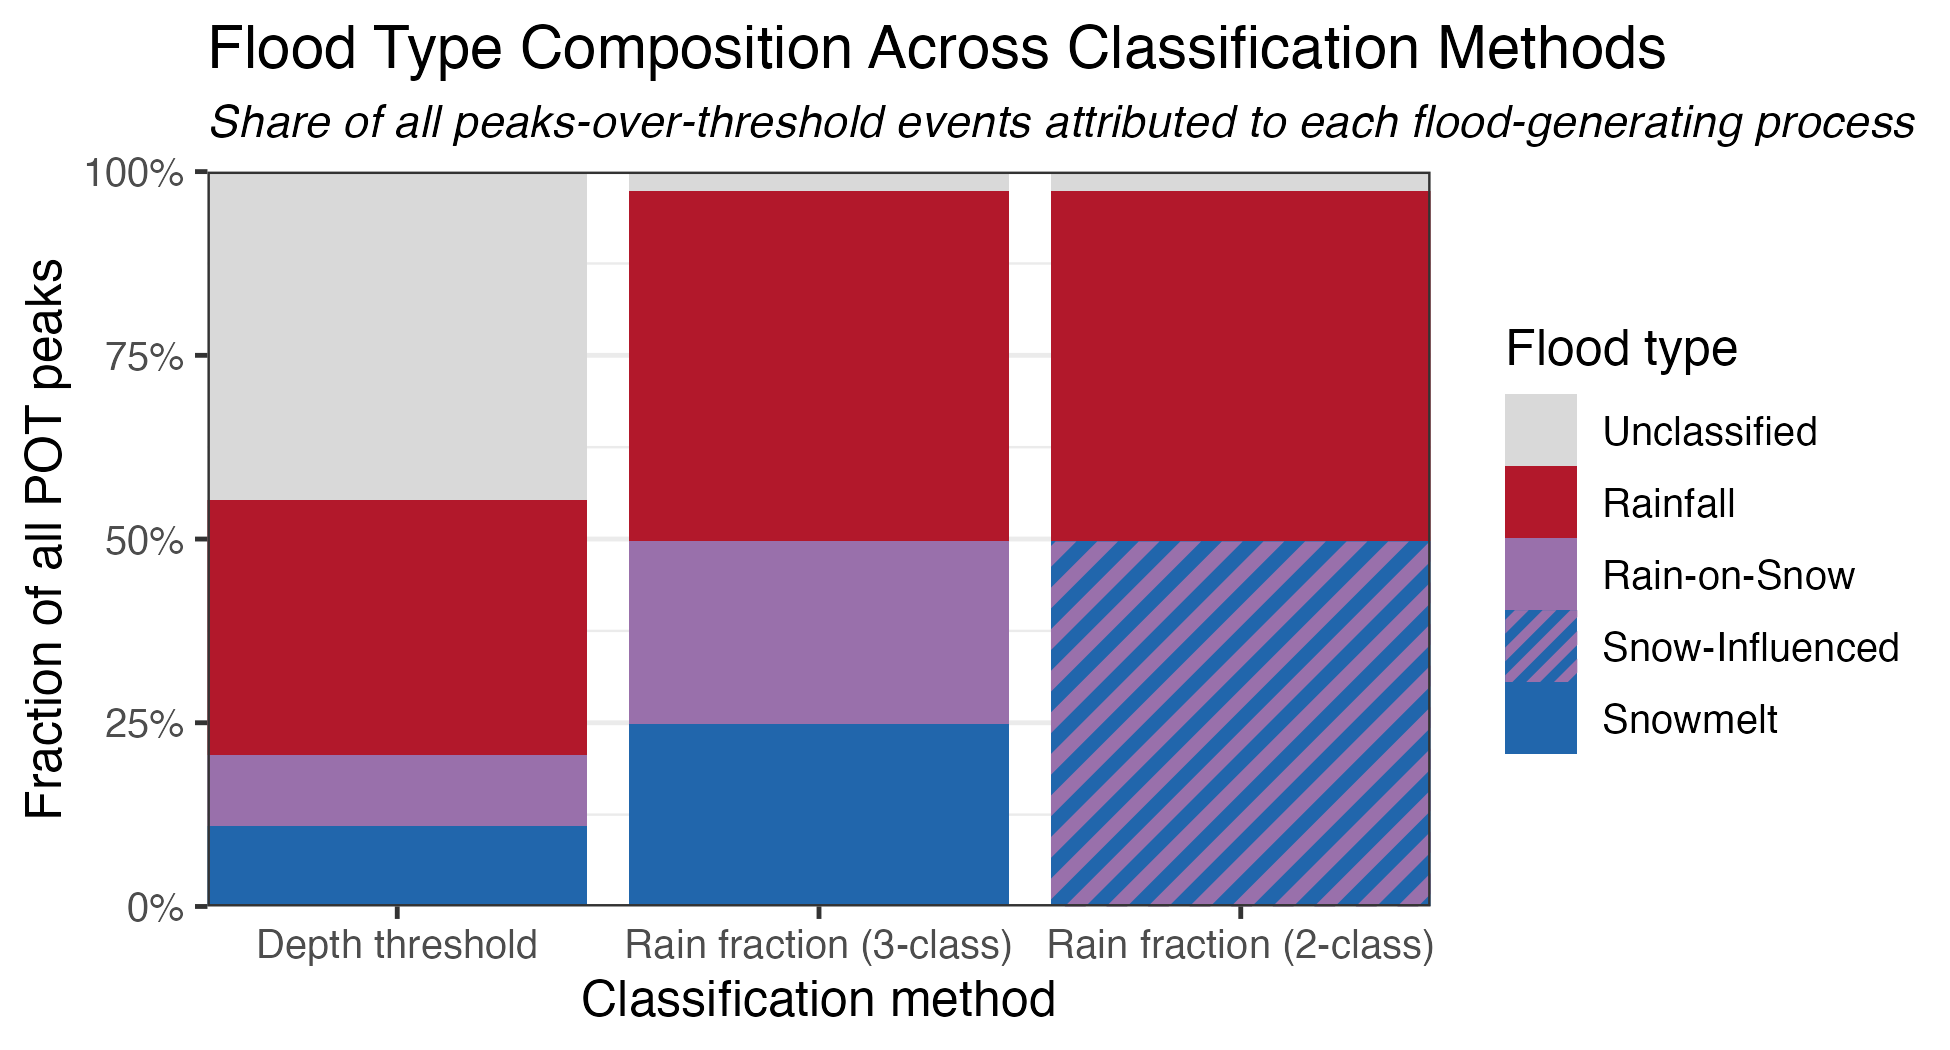 Flood Type Composition Across Classification Methods
Share of all peaks-over-threshold events attributed to each flood-generating process
Fraction of all POT peaks
100%
75%
50%
25%
0%
Depth threshold
Rain fraction (3-class)
Rain fraction (2-class)
Classification method
Flood type
Unclassified
Rainfall
Rain-on-Snow
Snow-Influenced
Snowmelt